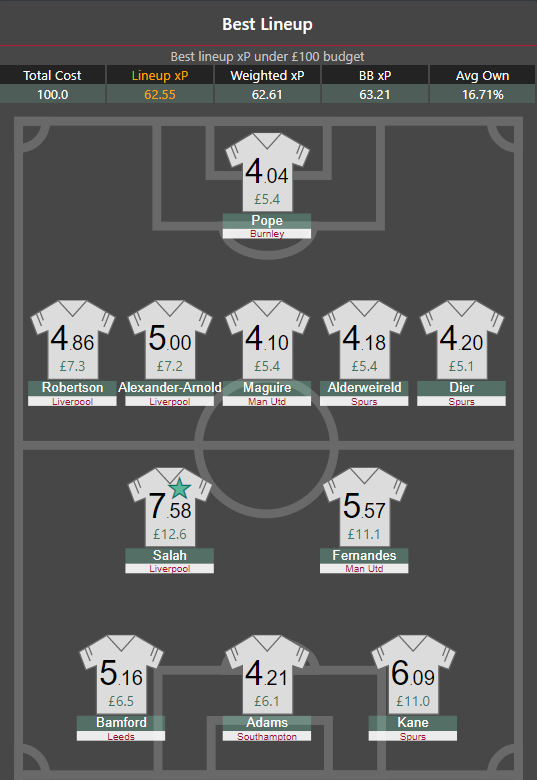 Best Lineup
Best lineup xP under £100 budget
Total Cost Lineup xP Weighted xP BB xP Avg Own
100.0 62.55 62.61 63.21 16.71%
4.04
£5.4
Pope
Burnley
4.86 5.00 4.10 4.18 4.20
£7.3 £7.2 £5.4 £5.4 £5.1
Robertson Alexander-Arnold Maguire Alderweireld Dier
Liverpool Liverpool Man Utd Spurs Spurs
7.58 5.57
£12.6 £11.1
Salah Fernandes
Liverpool Man Utd
5.16 4.21 6.09
£6.5 £6.1 £11.0
Bamford Adams Kane
Leeds Southampton Spurs